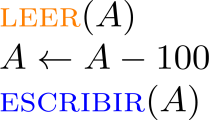 LEER(A)
A ← A − 100
ESCRIBIR(A)